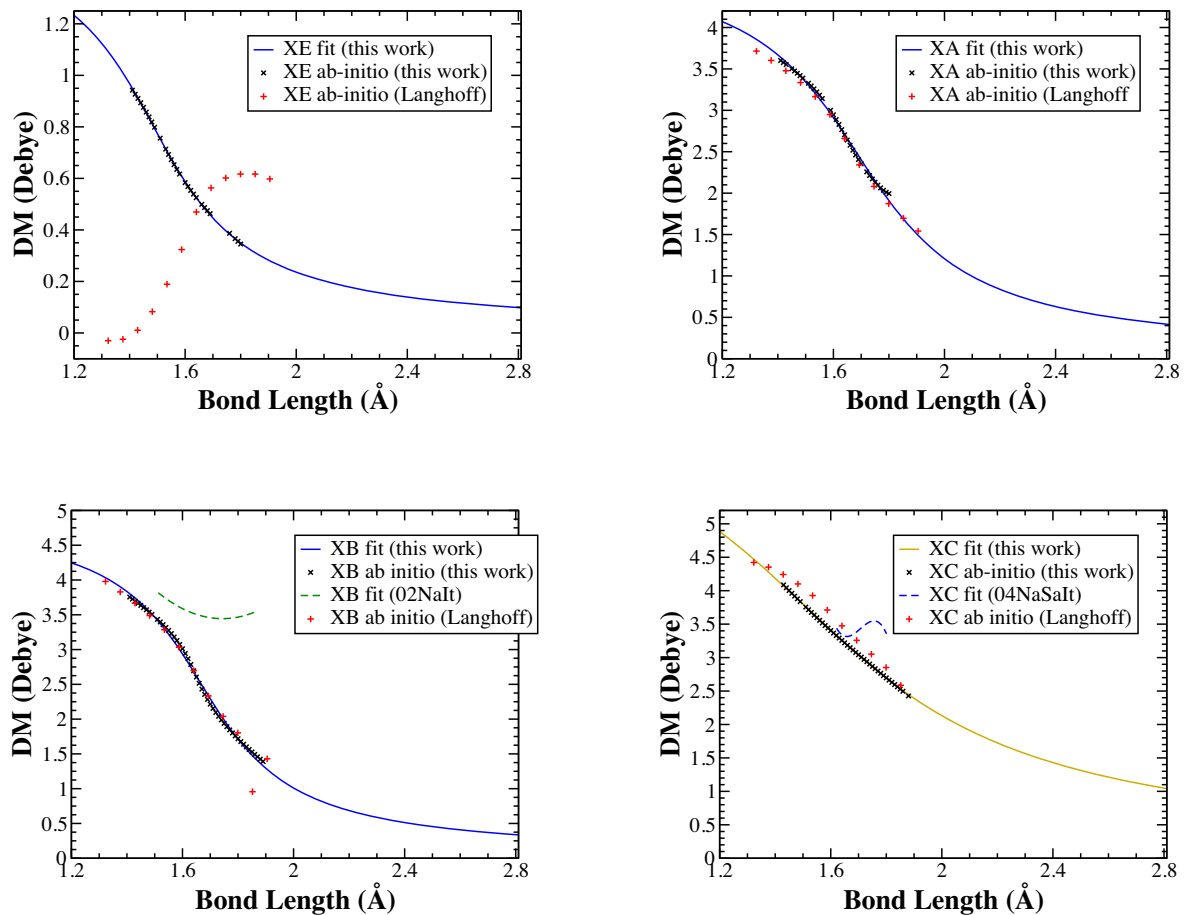 1.2
1
0.8
0.6
0.4
0.2
0
DM (Debye)
XE fit (this work)
XE ab-initio (this work)
XE ab-initio (Langhoff)
1.2
1.6
2
2.4
2.8
Bond Length (Å)
4
3.5
3
2.5
2
1.5
1
0.5
0
DM (Debye)
XA fit (this work)
XA ab-initio (this work)
XA ab-initio (Langhoff
1.2
1.6
2
2.4
2.8
Bond Length (Å)
5
4.5
4
3.5
3
2.5
2
1.5
1
0.5
0
DM (Debye)
XB fit (this work)
XB ab initio (this work)
XB fit (02NaIt)
XB ab initio (Langhoff)
1.2
1.6
2
2.4
2.8
Bond Length (Å)
5
4.5
4
3.5
3
2.5
2
1.5
1
0.5
0
DM (Debye)
XC fit (this work)
XC ab-initio (this work)
XC fit (04NaSaIt)
XC ab initio (Langhoff)
1.2
1.6
2
2.4
2.8
Bond Length (Å)